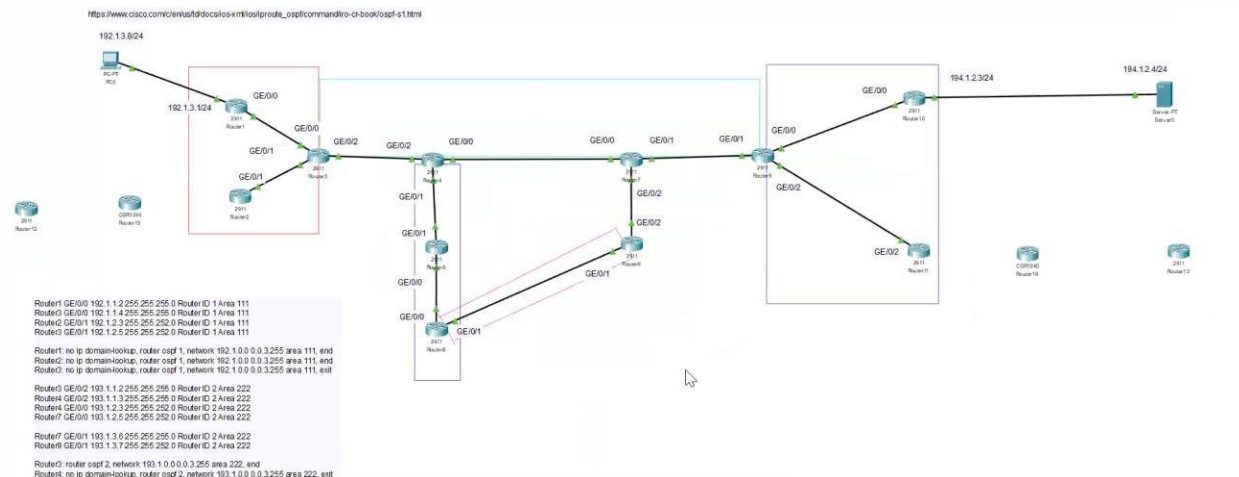 https://www.cisco.com/c/en/us/td/docs/ios-xml/ios/iproute_ospf/command/iro-cr-book/ospf-s1.html
192.1.3.8/24
PC-PT
PC0
192.1.3.1/24
GE/0/0
2911
Router1
GE/0/0
GE/0/1
GE/0/1
2911
Router2
2911
Router3
GE/0/2
GE/0/2
GE/0/0
2911
Router4
GE/0/1
GE/0/1
2911
GE/0/0
GE/0/0
2911
GE/0/1
GE/0/0
GE/0/1
2911
Router7
GE/0/2
GE/0/2
2911
GE/0/1
GE/0/1
GE/0/0
2911
GE/0/2
GE/0/0
2911
Router10
194.1.2.3/24
194.1.2.4/24
Server-PT
Server0
GE/0/2
2911
Router11
2911
Router12
CGR1240
Router15
CGR1240
Router16
2911
Router13
Router1 GE/0/0 192.1.1.2 255.255.255.0 Router ID 1 Area 111
Router3 GE/0/0 192.1.1.4 255.255.255.0 Router ID 1 Area 111
Router2 GE/0/1 192.1.2.3 255.255.252.0 Router ID 1 Area 111
Router3 GE/0/1 192.1.2.5 255.255.252.0 Router ID 1 Area 111
Router1: no ip domain-lookup, router ospf 1, network 192.1.0.0 0.0.3.255 area 111, end
Router2: no ip domain-lookup, router ospf 1, network 192.1.0.0 0.0.3.255 area 111, end
Router3: no ip domain-lookup, router ospf 1, network 192.1.0.0 0.0.3.255 area 111, exit
Router3 GE/0/2 193.1.1.2 255.255.255.0 Router ID 2 Area 222
Router4 GE/0/2 193.1.1.3 255.255.255.0 Router ID 2 Area 222
Router4 GE/0/0 193.1.2.3 255.255.252.0 Router ID 2 Area 222
Router7 GE/0/0 193.1.2.5 255.255.252.0 Router ID 2 Area 222
Router7 GE/0/1 193.1.3.6 255.255.255.0 Router ID 2 Area 222
Router9 GE/0/1 193.1.3.7 255.255.252.0 Router ID 2 Area 222
Router3: router ospf 2, network 193.1.0.0 0.0.3.255 area 222, end
Router4: no ip domain-lookup, router ospf 2, network 193.1.0.0 0.0.3.255 area 222, exit